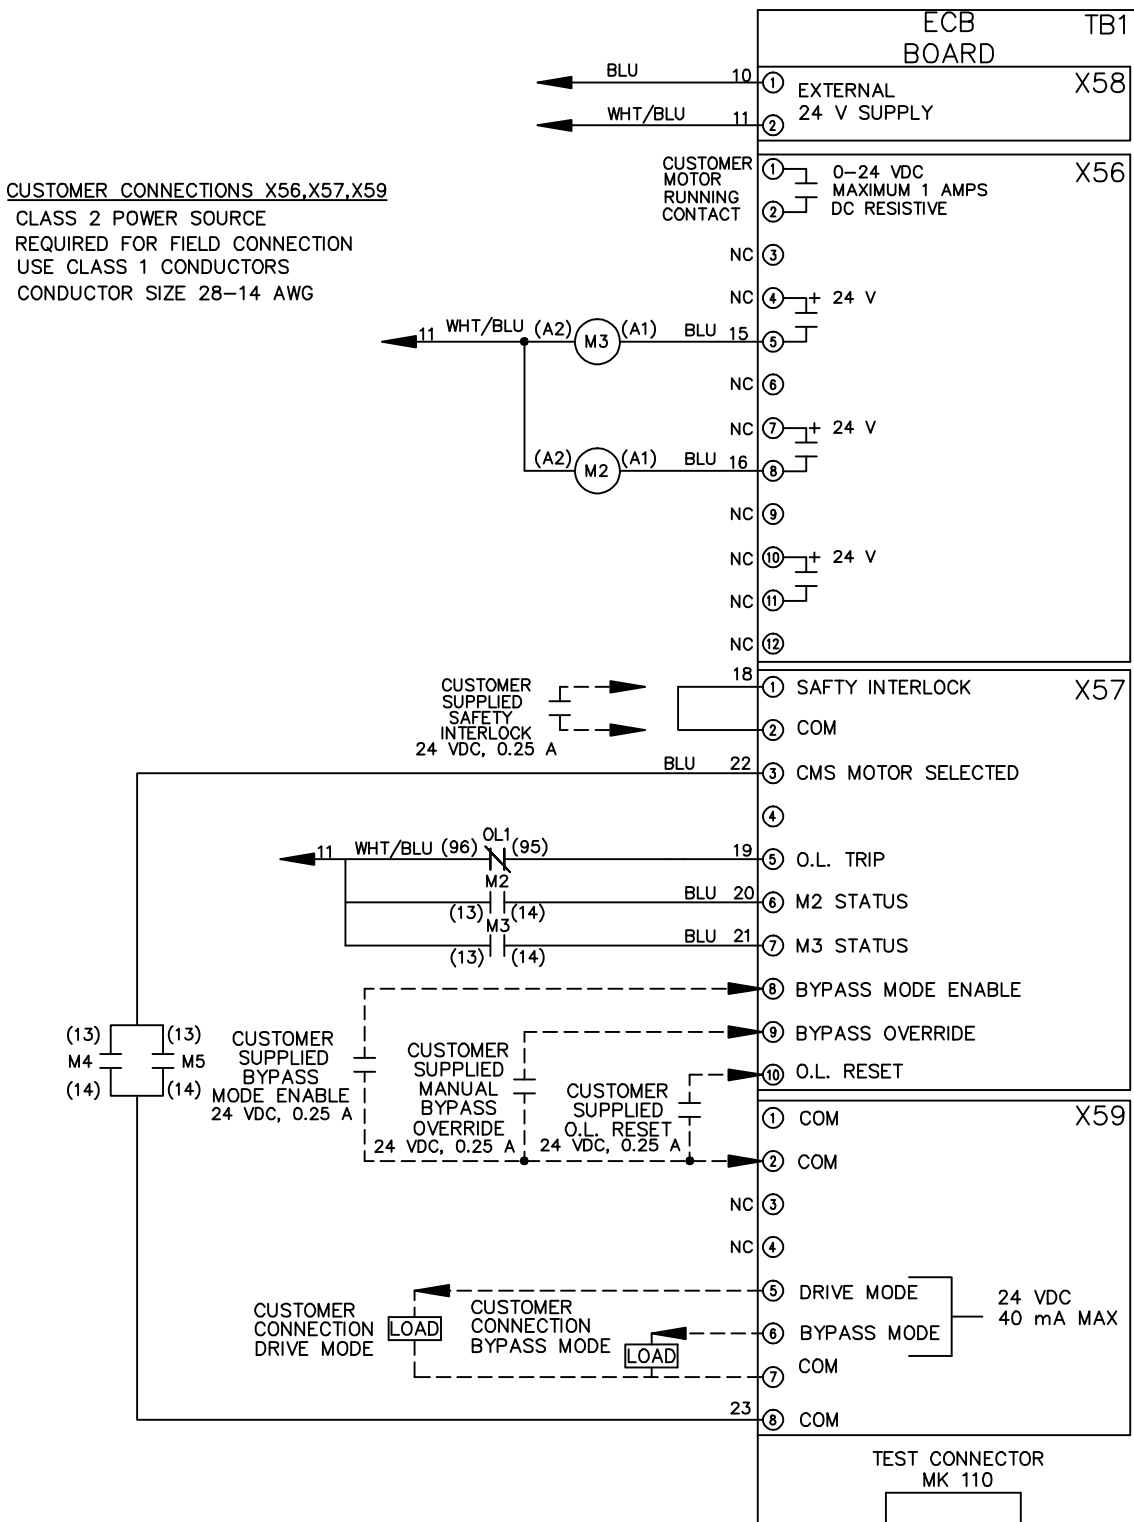 ECB
BOARD
TB1
BLU 10 ① EXTERNAL
24 V SUPPLY
X58
WHT/BLU 11 ②
CUSTOMER CONNECTIONS X56,X57,X59
CLASS 2 POWER SOURCE
REQUIRED FOR FIELD CONNECTION
USE CLASS 1 CONDUCTORS
CONDUCTOR SIZE 28-14 AWG
CUSTOMER
MOTOR
RUNNING
CONTACT
①
②
0-24 VDC
MAXIMUM 1 AMPS
DC RESISTIVE
X56
NC ③
NC ④ + 24 V
11 WHT/BLU (A2) M3 (A1) BLU 15 ⑤
NC ⑥
NC ⑦ + 24 V
(A2) M2 (A1) BLU 16 ⑧
NC ⑨
NC ⑩ + 24 V
NC ⑪
NC ⑫
CUSTOMER
SUPPLIED
SAFETY
INTERLOCK
24 VDC, 0.25 A
18 ① SAFTY INTERLOCK
X57
② COM
BLU 22 ③ CMS MOTOR SELECTED
④
11 WHT/BLU (96) OL1 (95) 19 ⑤ O.L. TRIP
M2
(13) (14) BLU 20 ⑥ M2 STATUS
M3
(13) (14) BLU 21 ⑦ M3 STATUS
⑧ BYPASS MODE ENABLE
⑨ BYPASS OVERRIDE
⑩ O.L. RESET
(13) (13)
M4 M5
(14) (14)
CUSTOMER
SUPPLIED
BYPASS
MODE ENABLE
24 VDC, 0.25 A
CUSTOMER
SUPPLIED
MANUAL
BYPASS
OVERRIDE
24 VDC, 0.25 A
CUSTOMER
SUPPLIED
O.L. RESET
24 VDC, 0.25 A
① COM
X59
② COM
NC ③
NC ④
⑤ DRIVE MODE
⑥ BYPASS MODE
24 VDC
40 mA MAX
CUSTOMER
CONNECTION
DRIVE MODE
LOAD
CUSTOMER
CONNECTION
BYPASS MODE
LOAD
⑦ COM
23 ⑧ COM
TEST CONNECTOR
MK 110